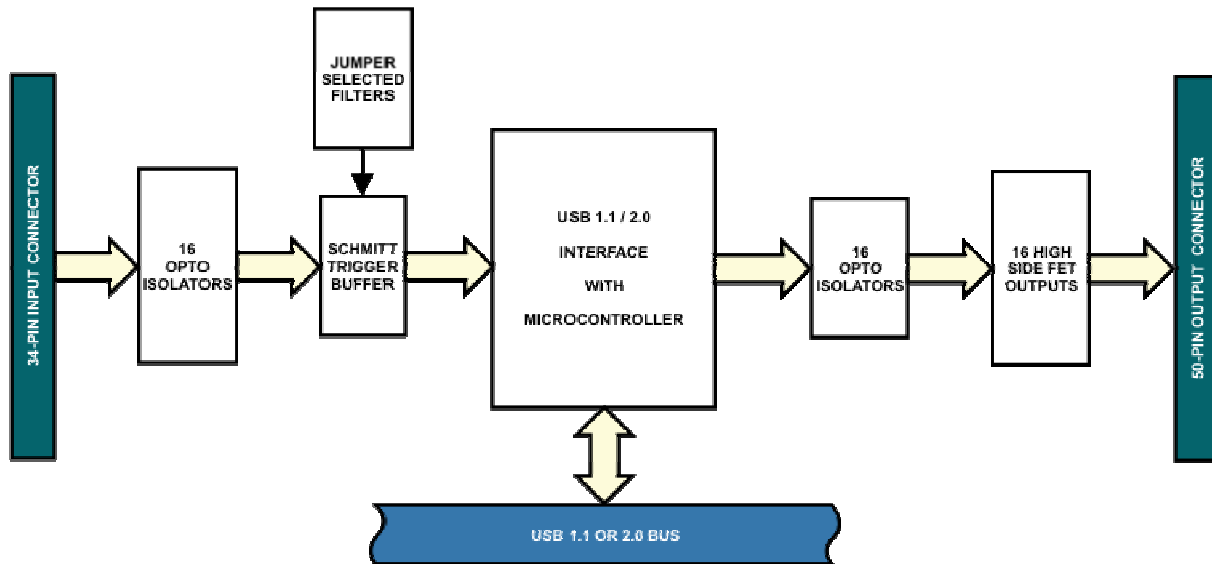 JUMPER
SELECTED
FILTERS
34-PIN INPUT CONNECTOR
16
OPTO
ISOLATORS
SCHMITT
TRIGGER
BUFFER
USB 1.1 / 2.0
INTERFACE
WITH
MICROCONTROLLER
16
OPTO
ISOLATORS
16 HIGH
SIDE FET
OUTPUTS
50-PIN OUTPUT CONNECTOR
USB 1.1 OR 2.0 BUS